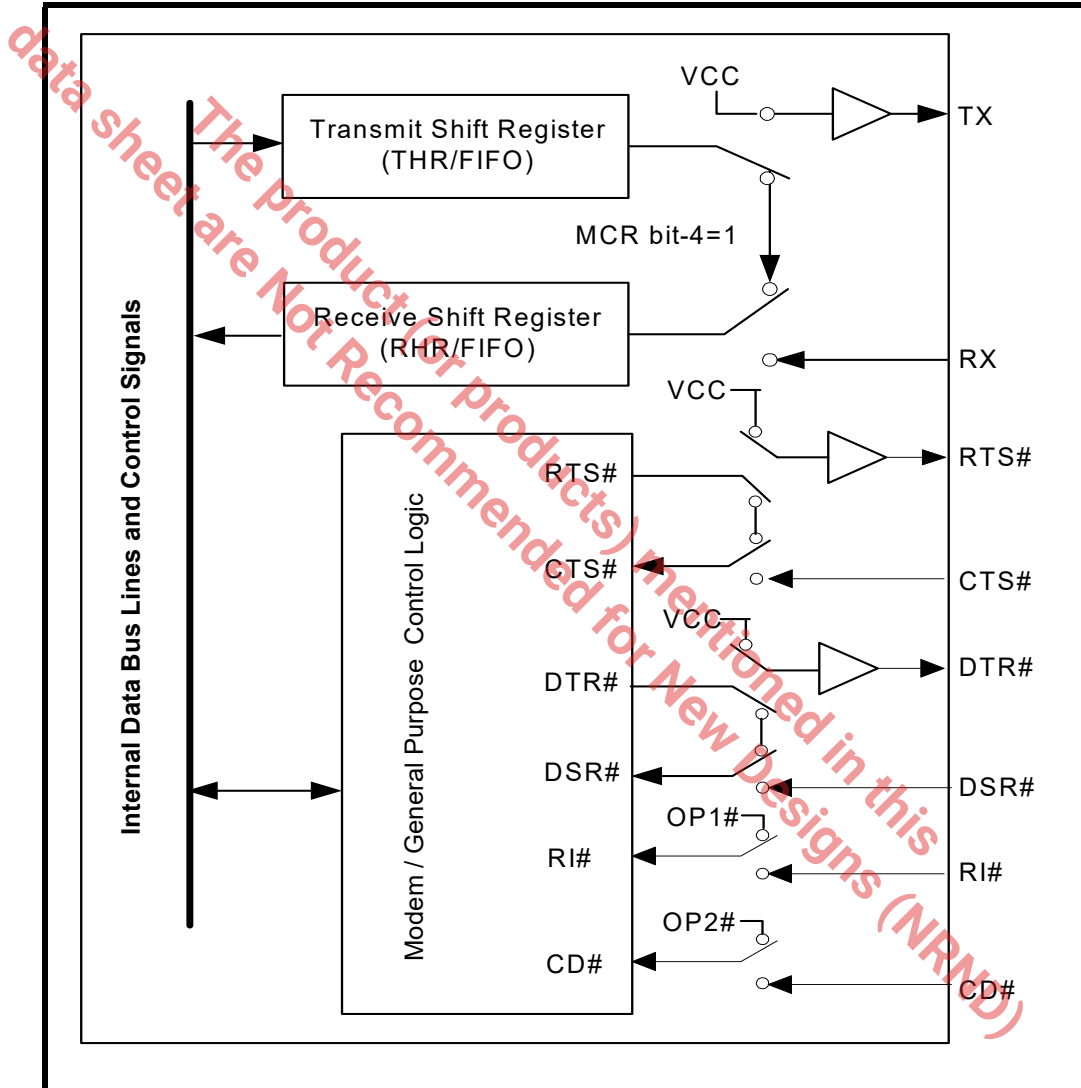 VCC
TX
Transmit Shift Register
(THR/FIFO)
MCR bit-4=1
Receive Shift Register
(RHR/FIFO)
RX
VCC
RTS#
RTS#
CTS#
CTS#
VCC
DTR#
DTR#
DSR#
DSR#
OP1#
RI#
RI#
OP2#
CD#
CD#
Internal Data Bus Lines and Control Signals
Modem / General Purpose Control Logic
The product (or products) mentioned in this
data sheet are Not Recommended for New Designs (NRND)